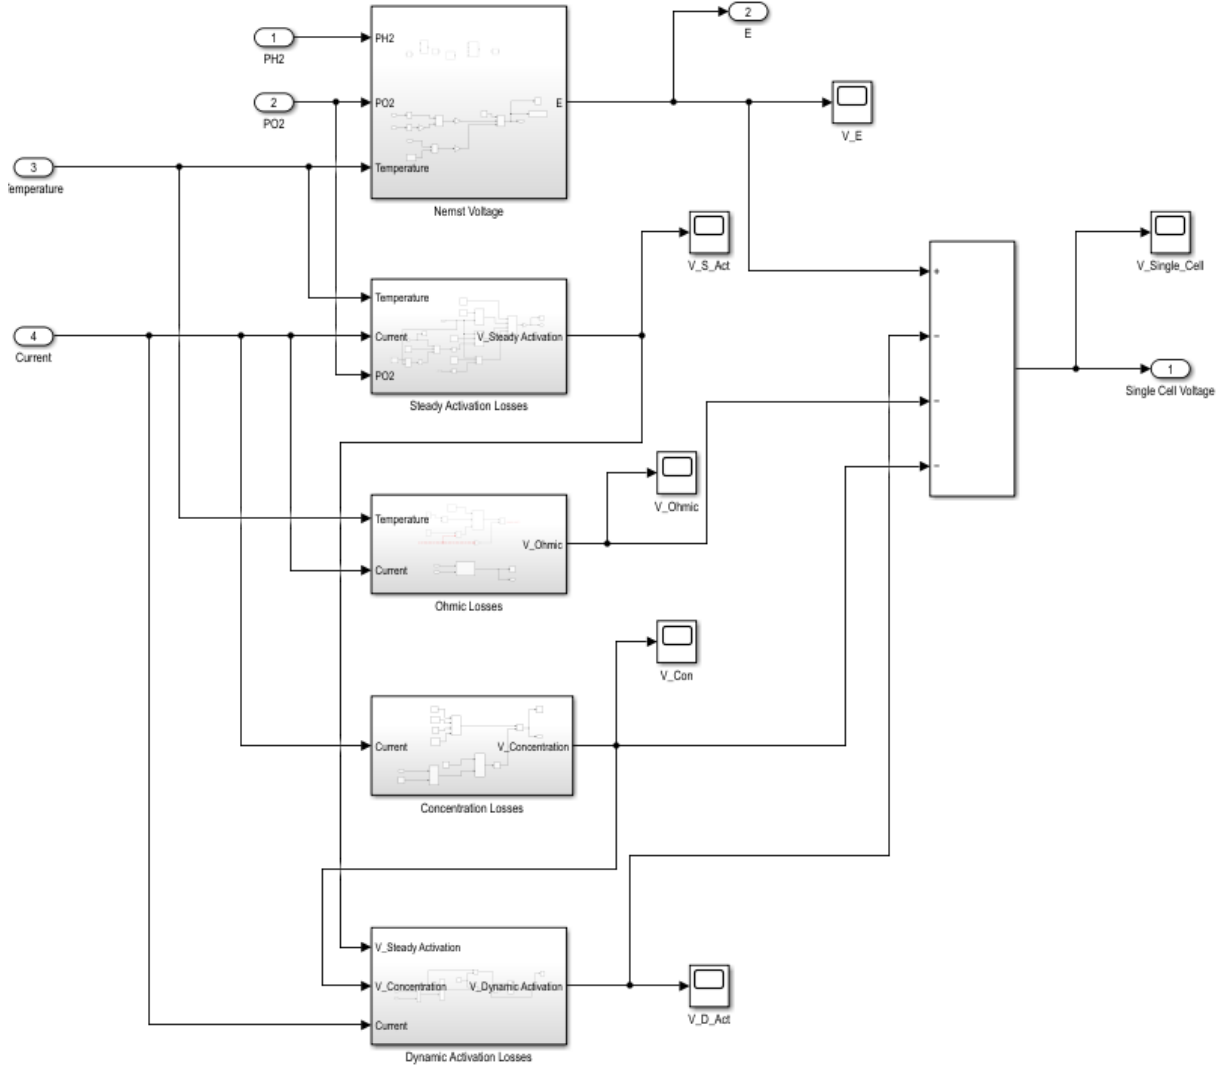 1
PH2
2
PO2
3
Temperature
4
Current
PH2
PO2
Temperature
E
Nernst Voltage
2
E
V_E
Temperature
Current
PO2
V_Steady Activation
Steady Activation Losses
V_S_Act
Temperature
Current
V_Ohmic
Ohmic Losses
V_Ohmic
Current
V_Concentration
Concentration Losses
V_Con
V_Steady Activation
V_Concentration
Current
V_Dynamic Activation
Dynamic Activation Losses
V_D_Act
+
−
−
−
V_Single_Cell
1
Single Cell Voltage